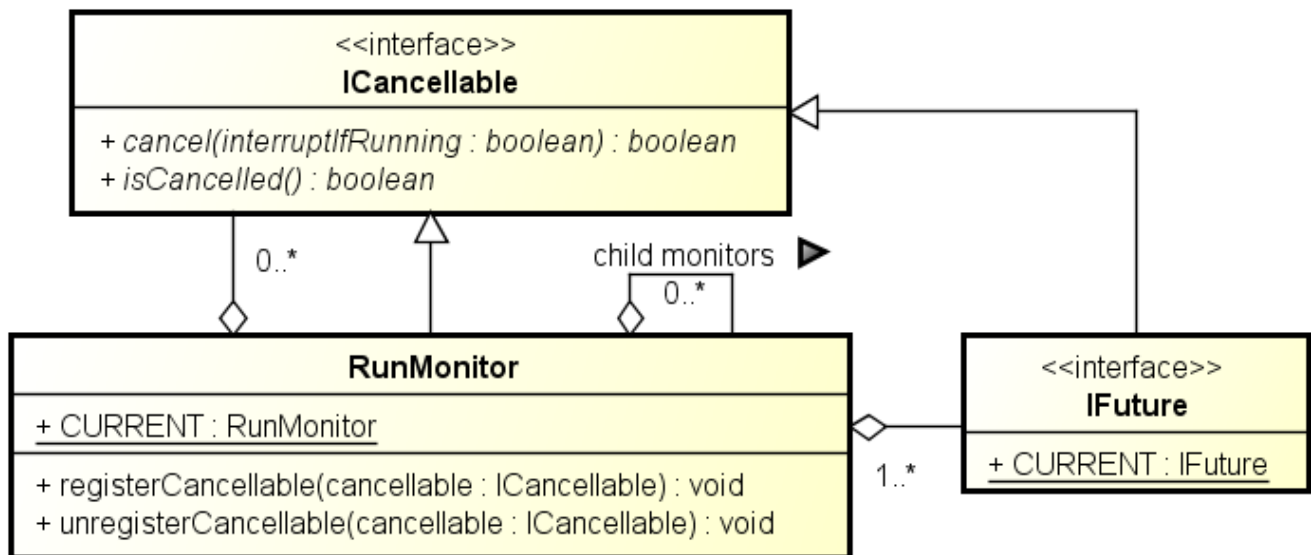 <<interface>>
ICancellable
+ cancel(interruptIfRunning : boolean) : boolean
+ isCancelled() : boolean
0..*
child monitors
0..*
RunMonitor
+ CURRENT : RunMonitor
+ registerCancellable(cancellable : ICancellable) : void
+ unregisterCancellable(cancellable : ICancellable) : void
1..*
<<interface>>
IFuture
+ CURRENT : IFuture